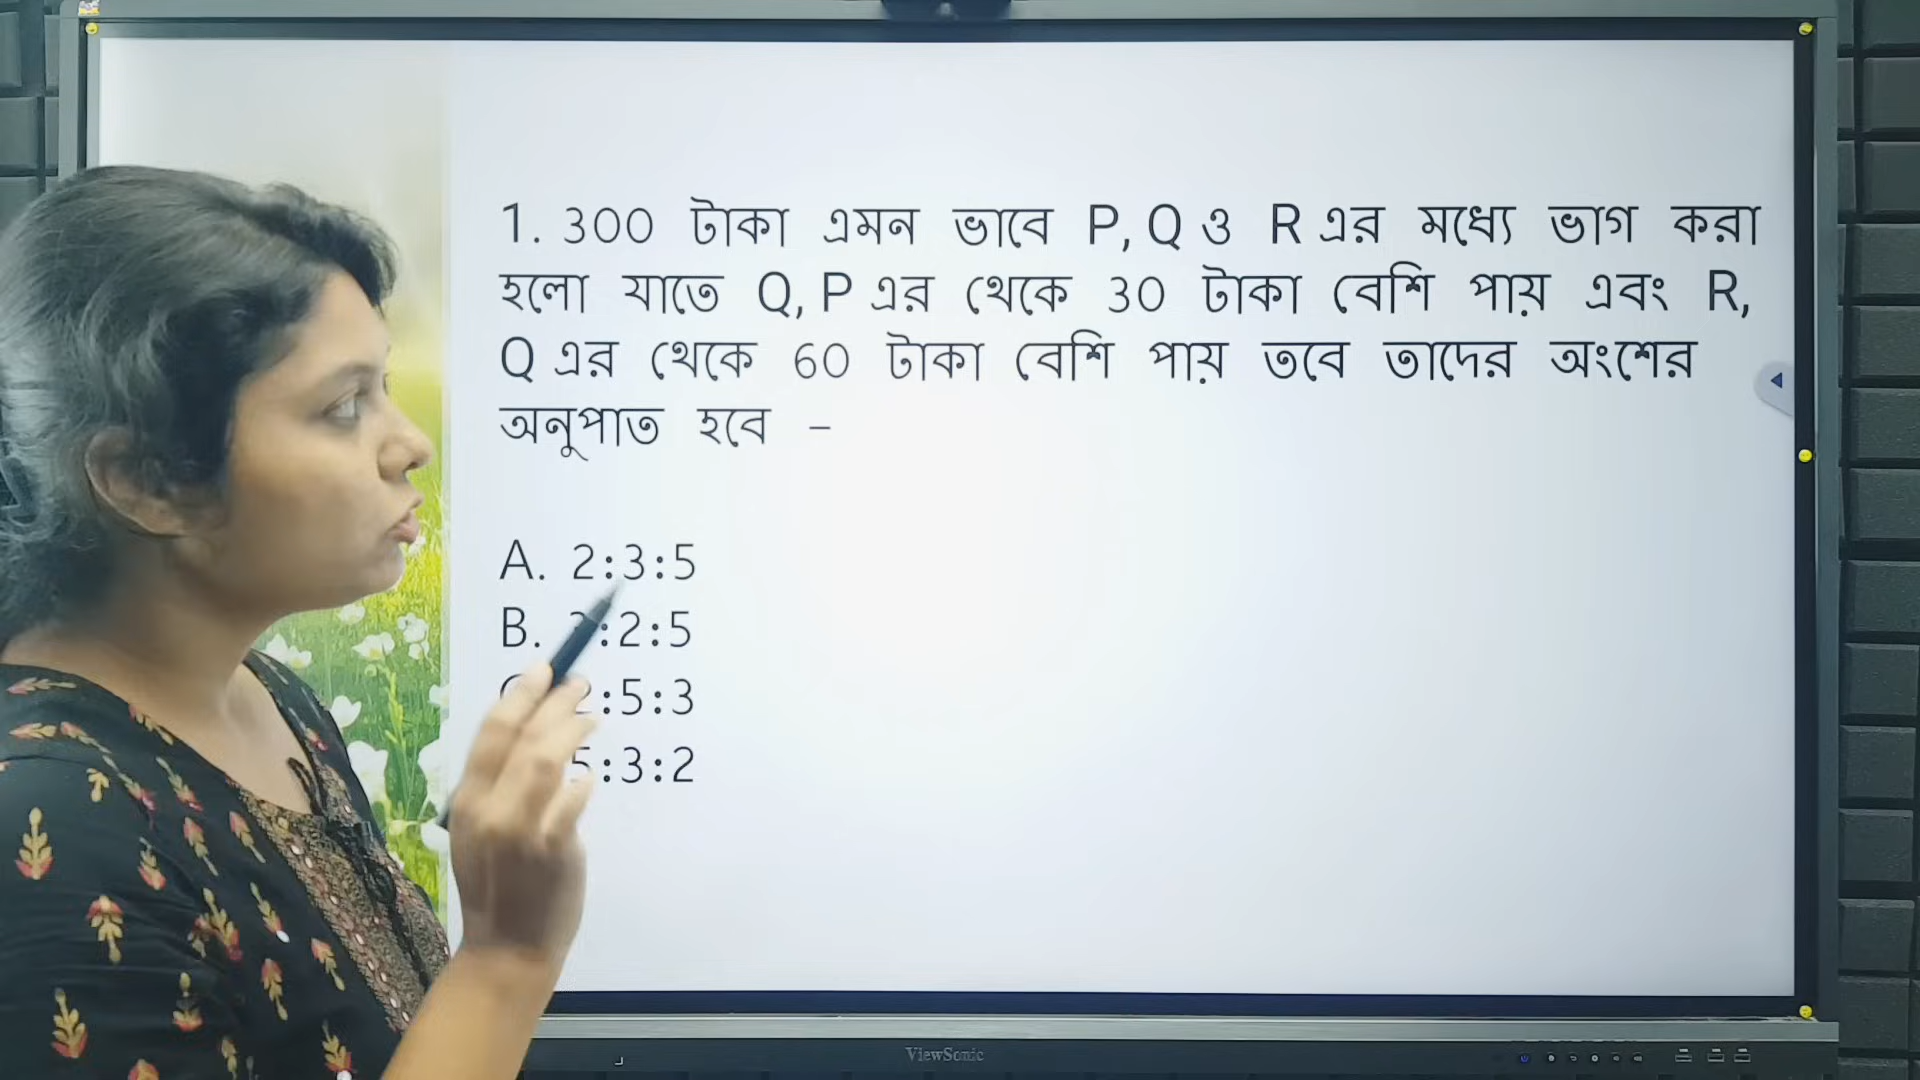 1. 300 টাকা এমন ভাবে P, Q ও R এর মধ্যে ভাগ করা
হলো যাতে Q, P এর থেকে 30 টাকা বেশি পায় এবং R,
Q এর থেকে 60 টাকা বেশি পায় তবে তাদের অংশের
অনুপাত হবে -
A. 2:3:5
B. :2:5
2:5:3
5:3:2
ViewSonic